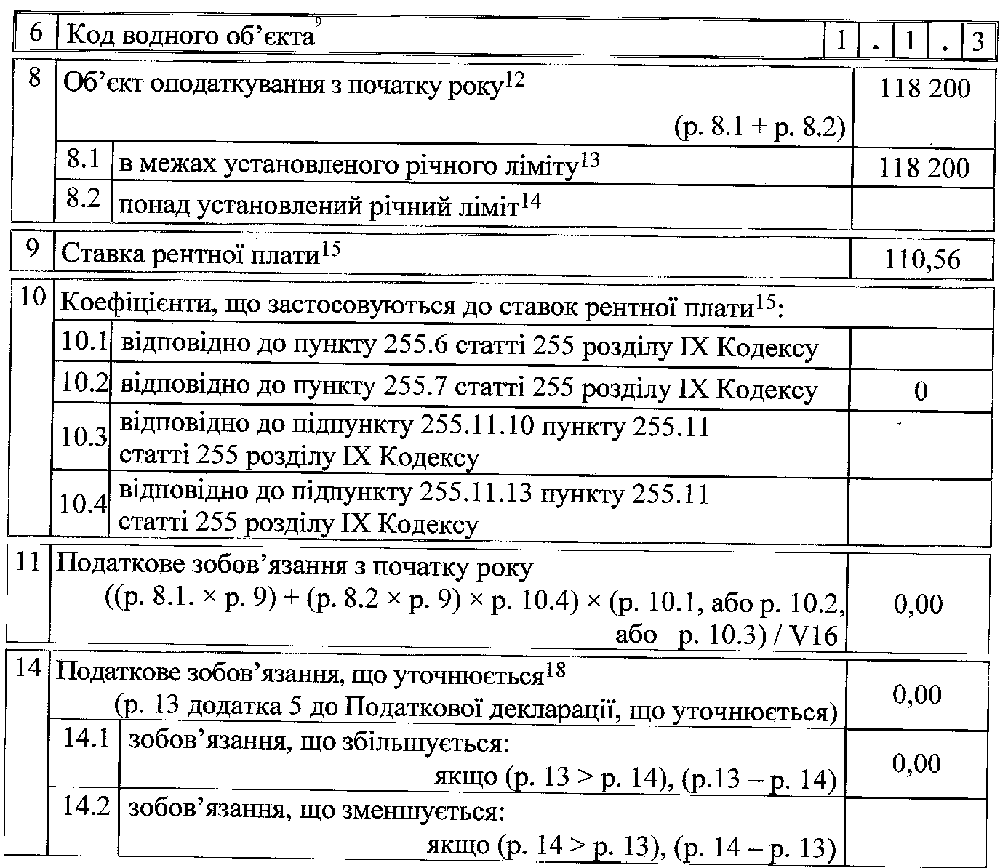 6 Код водного об’єкта⁹ 1 . 1 . 3
8 Об’єкт оподаткування з початку року¹² 118 200
(р. 8.1 + р. 8.2)
8.1 в межах установленого річного ліміту¹³ 118 200
8.2 понад установлений річний ліміт¹⁴
9 Ставка рентної плати¹⁵ 110,56
10 Коефіцієнти, що застосовуються до ставок рентної плати¹⁵:
10.1 відповідно до пункту 255.6 статті 255 розділу IX Кодексу
10.2 відповідно до пункту 255.7 статті 255 розділу IX Кодексу 0
10.3 відповідно до підпункту 255.11.10 пункту 255.11
статті 255 розділу IX Кодексу
10.4 відповідно до підпункту 255.11.13 пункту 255.11
статті 255 розділу IX Кодексу
11 Податкове зобов’язання з початку року
((р. 8.1. × р. 9) + (р. 8.2 × р. 9) × р. 10.4) × (р. 10.1, або р. 10.2, 0,00
або р. 10.3) / V16
14 Податкове зобов’язання, що уточнюється¹⁸ 0,00
(р. 13 додатка 5 до Податкової декларації, що уточнюється)
14.1 зобов’язання, що збільшується: 0,00
якщо (р. 13 > р. 14), (р.13 – р. 14)
14.2 зобов’язання, що зменшується:
якщо (р. 14 > р. 13), (р. 14 – р. 13)